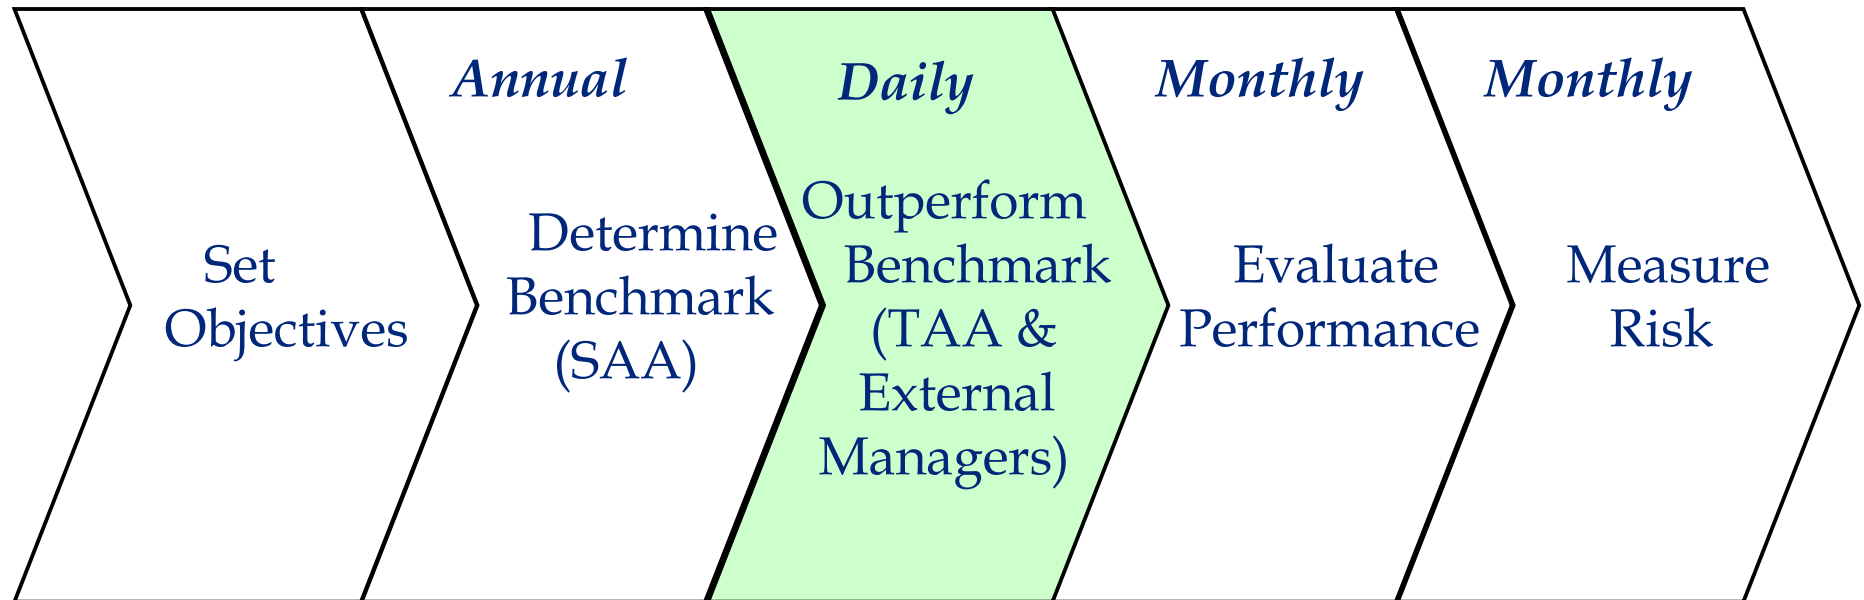 Set
Objectives
Annual
Determine
Benchmark
(SAA)
Daily
Outperform
Benchmark
(TAA &
External
Managers)
Monthly
Evaluate
Performance
Monthly
Measure
Risk